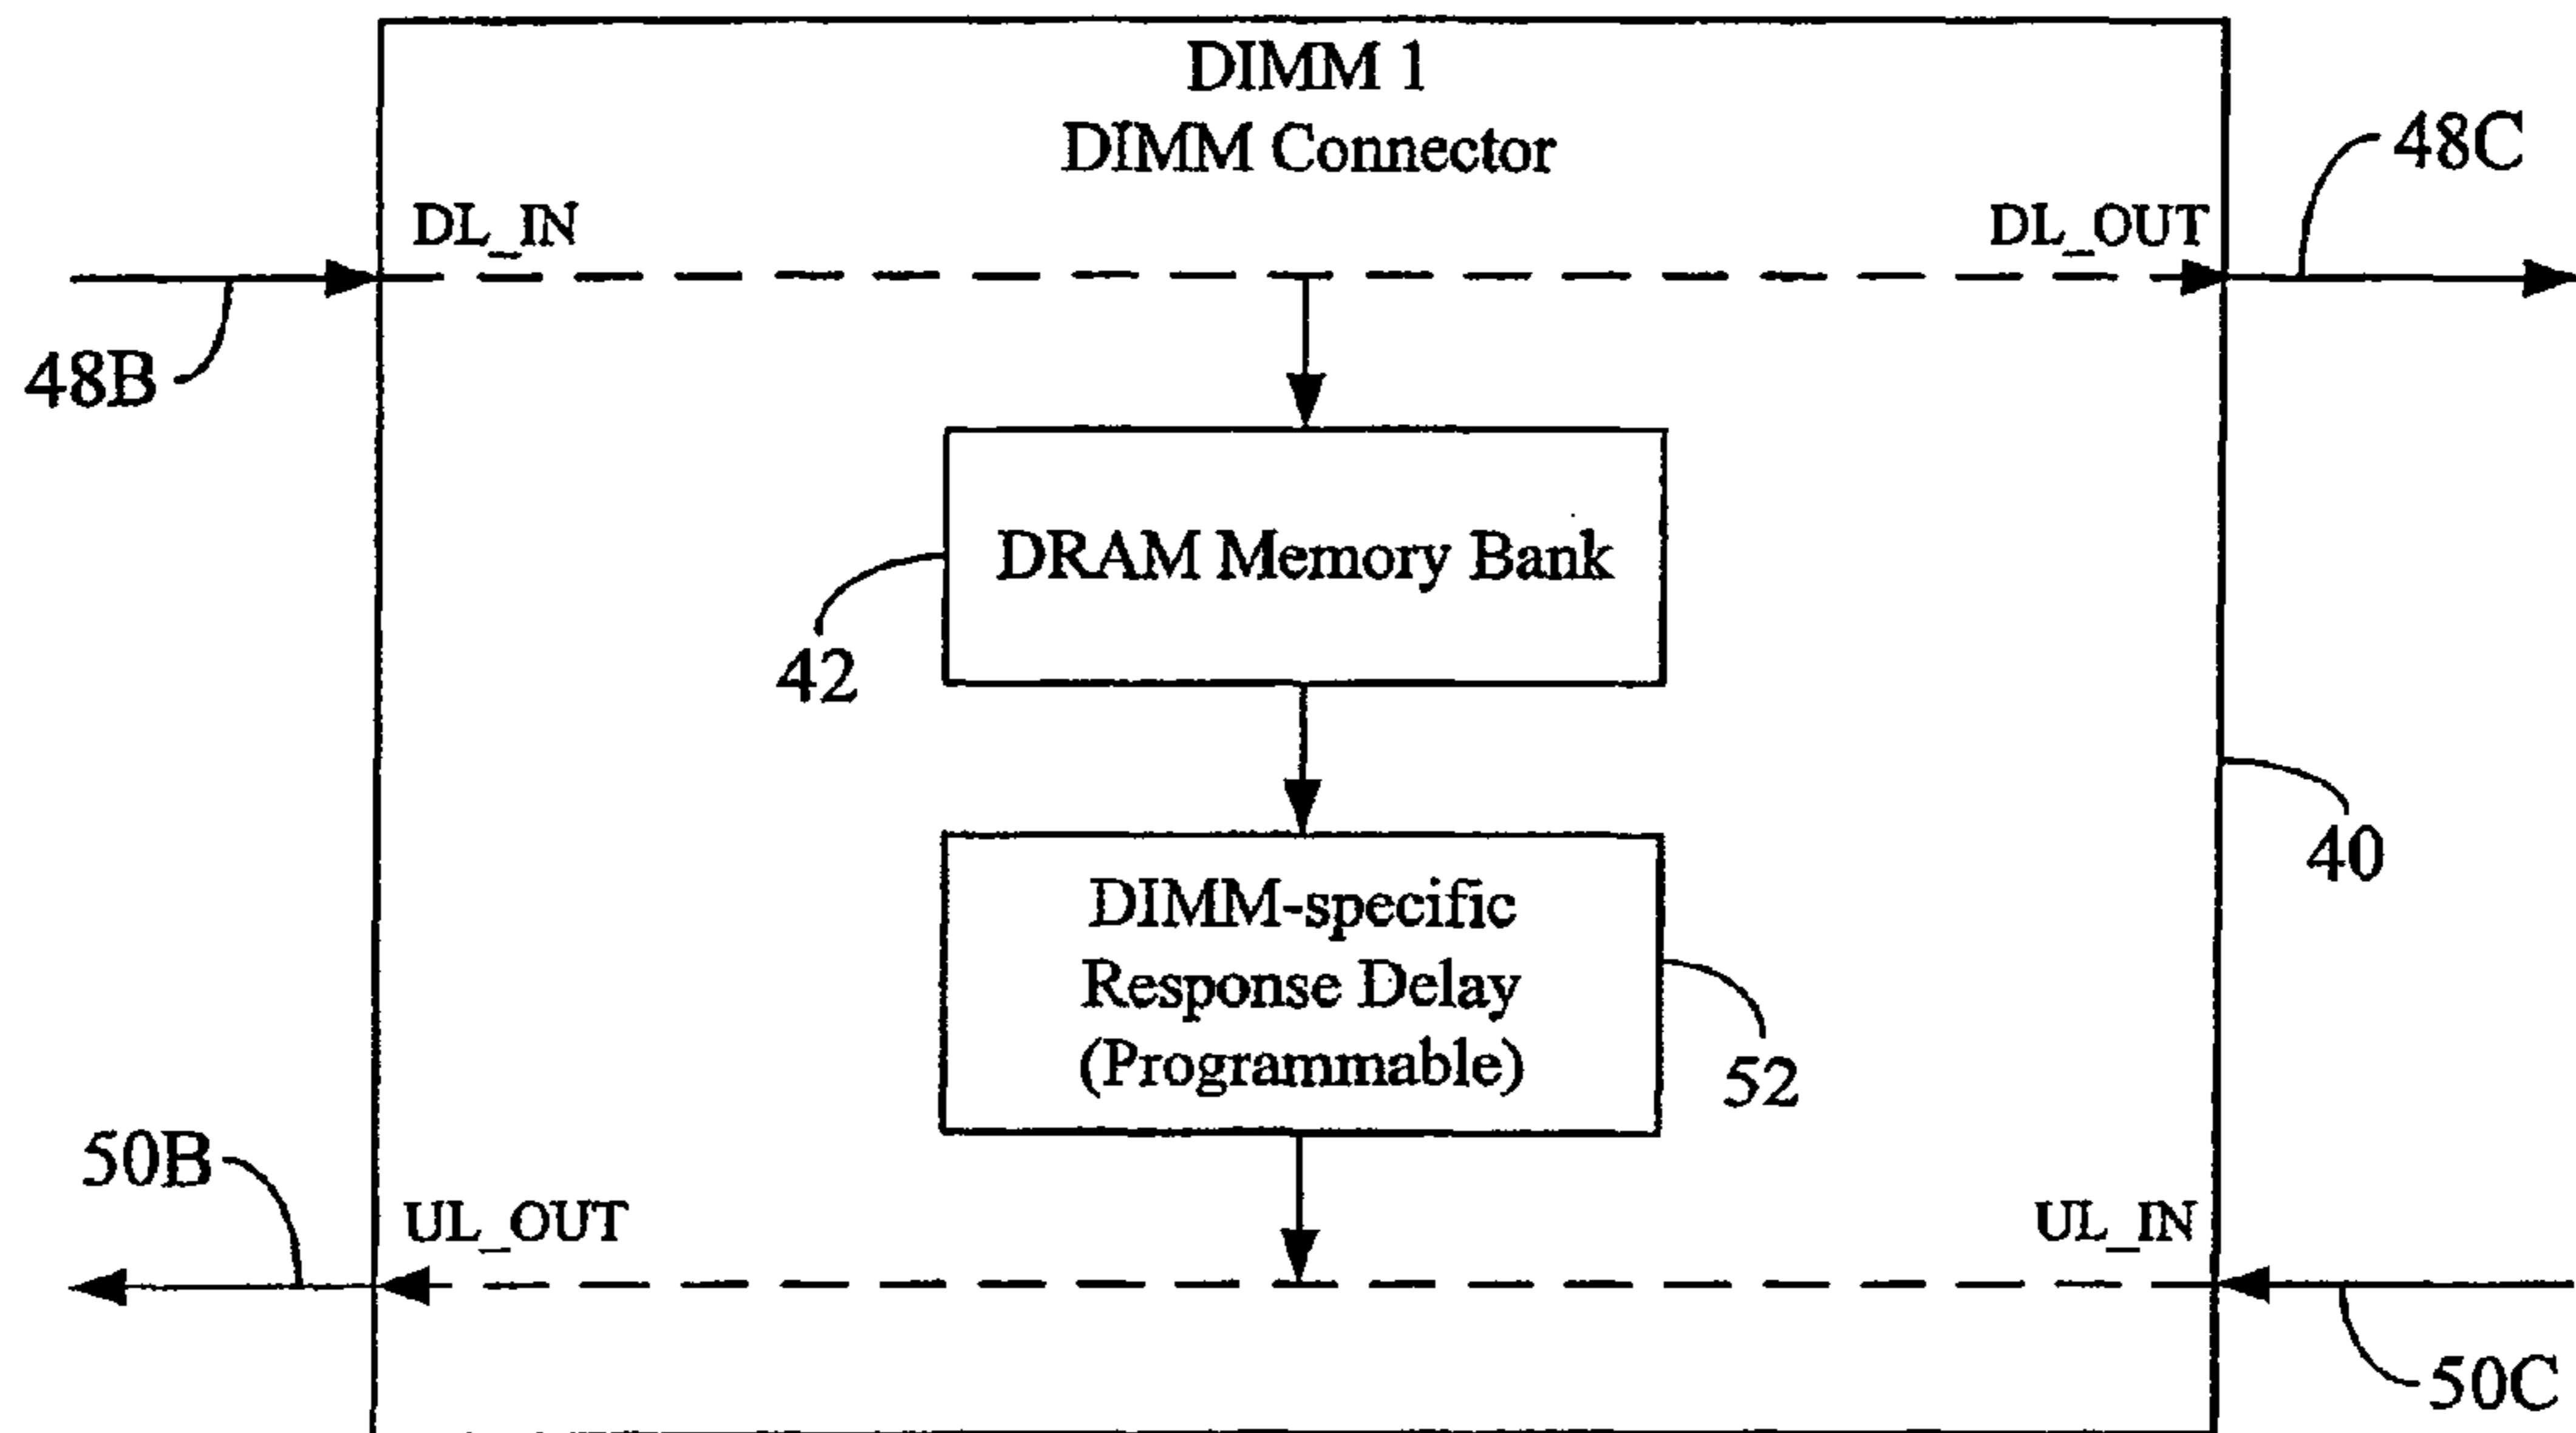 DIMM 1
DIMM Connector
48C
DL_IN
DL_OUT
48B
DRAM Memory Bank
42
40
DIMM-specific
Response Delay
(Programmable)
52
50B
UL_OUT
UL_IN
50C